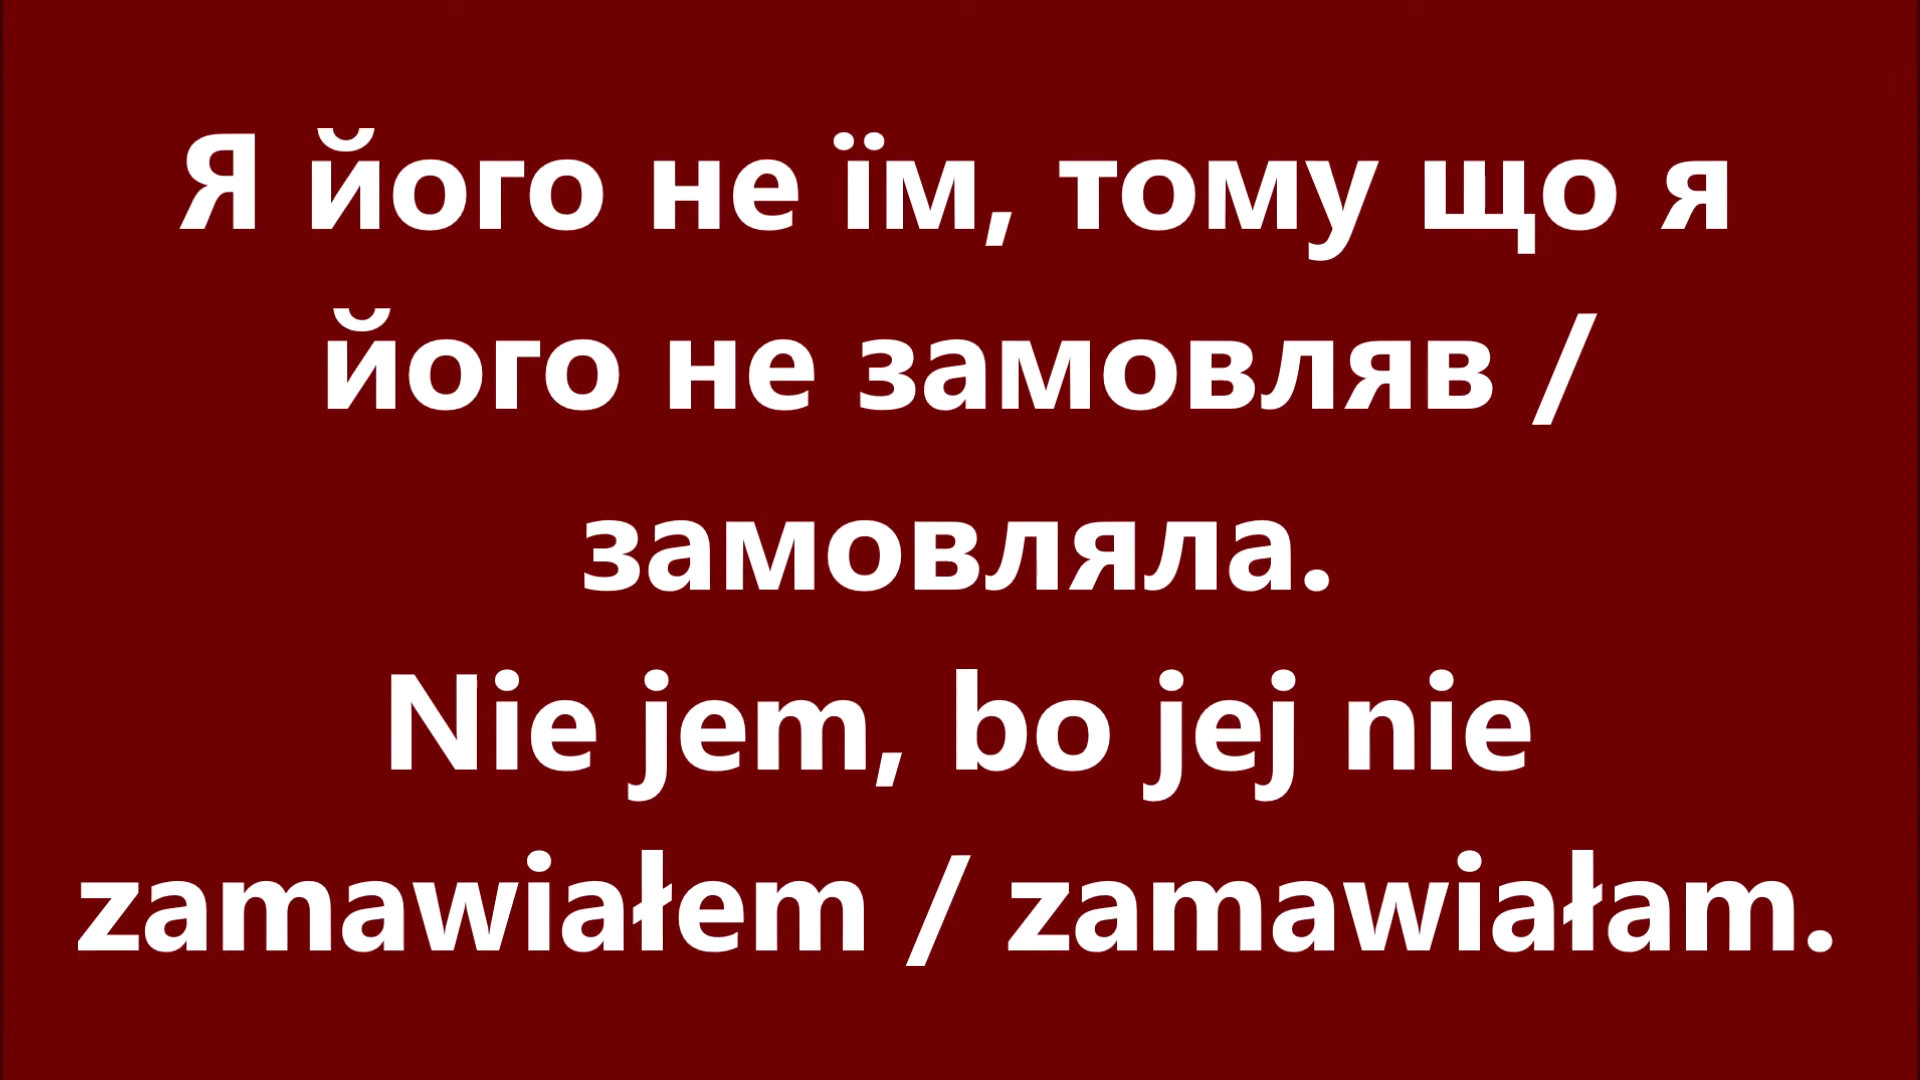 Я його не їм, тому що я
його не замовляв /
замовляла.
Nie jem, bo jej nie
zamawiałem / zamawiałam.